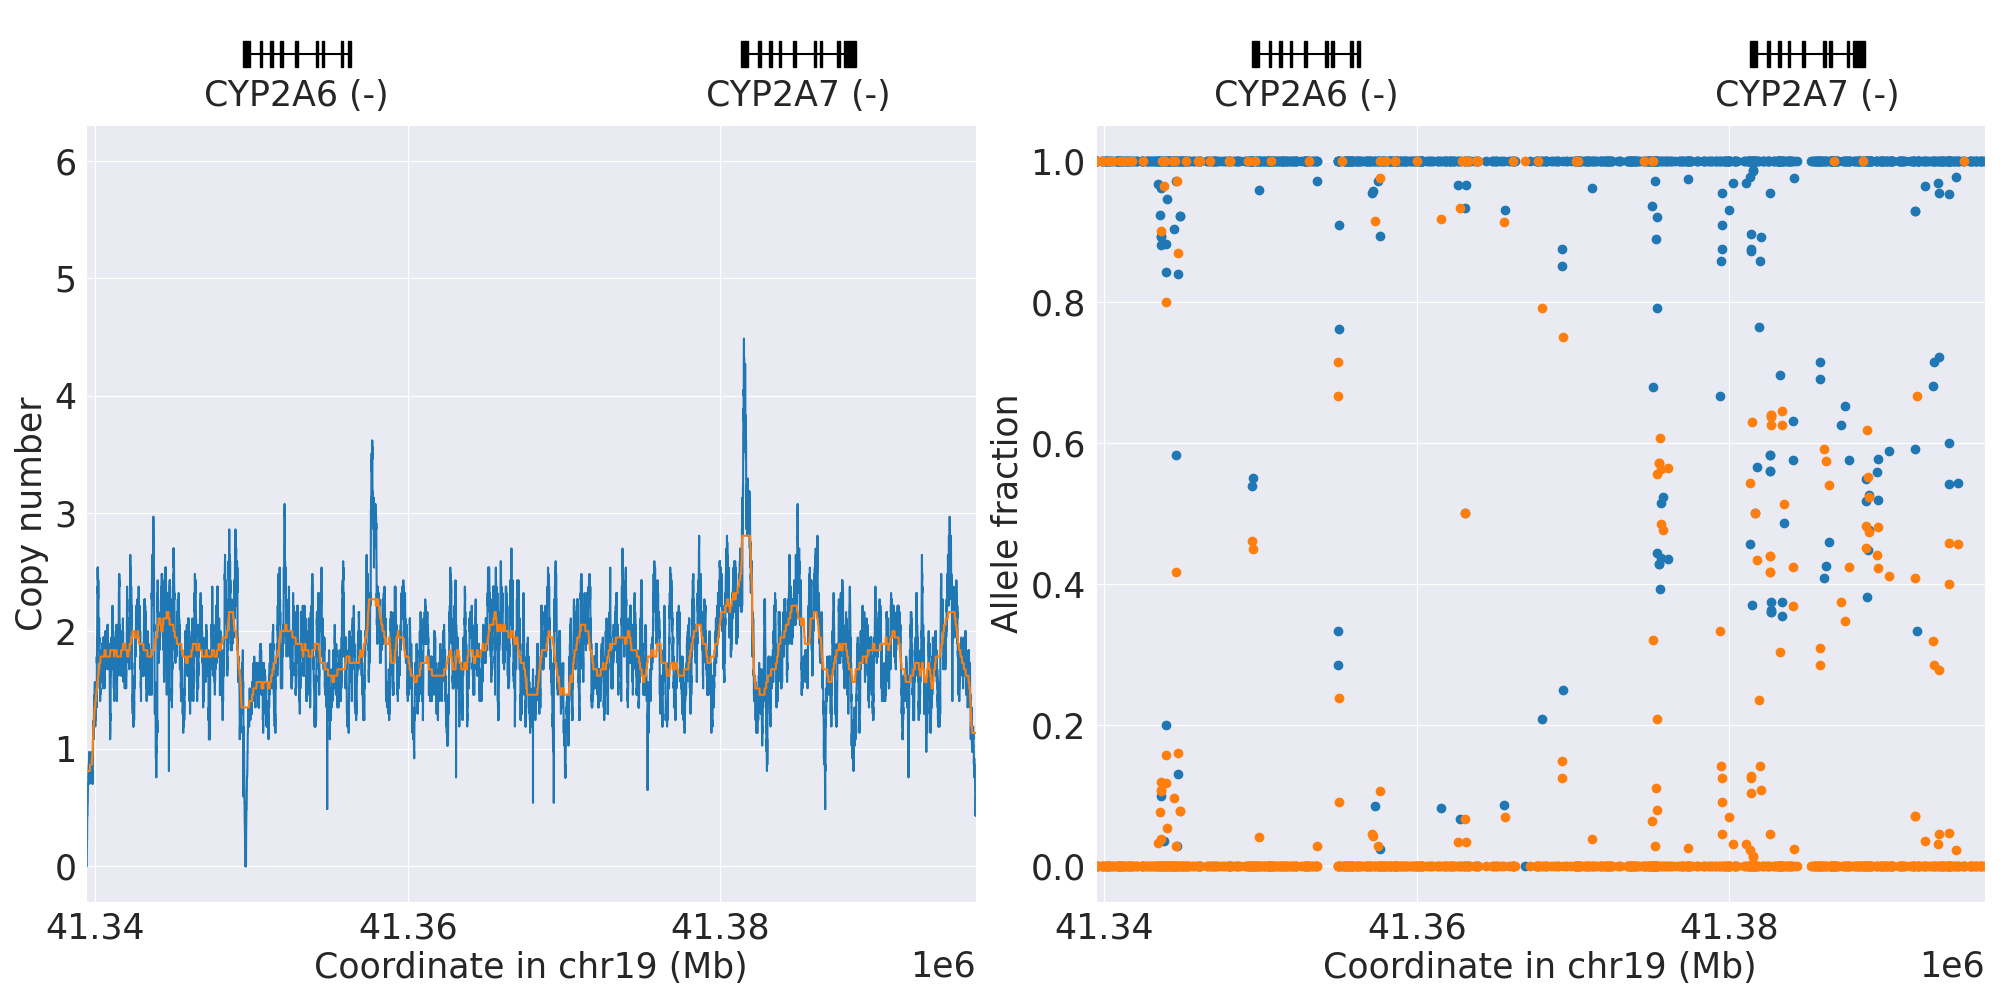 CYP2A6 (-)
CYP2A7 (-)
6
5
4
3
2
1
0
Copy number
41.34
41.36
41.38
Coordinate in chr19 (Mb)
1e6
CYP2A6 (-)
CYP2A7 (-)
1.0
0.8
0.6
0.4
0.2
0.0
Allele fraction
41.34
41.36
41.38
Coordinate in chr19 (Mb)
1e6